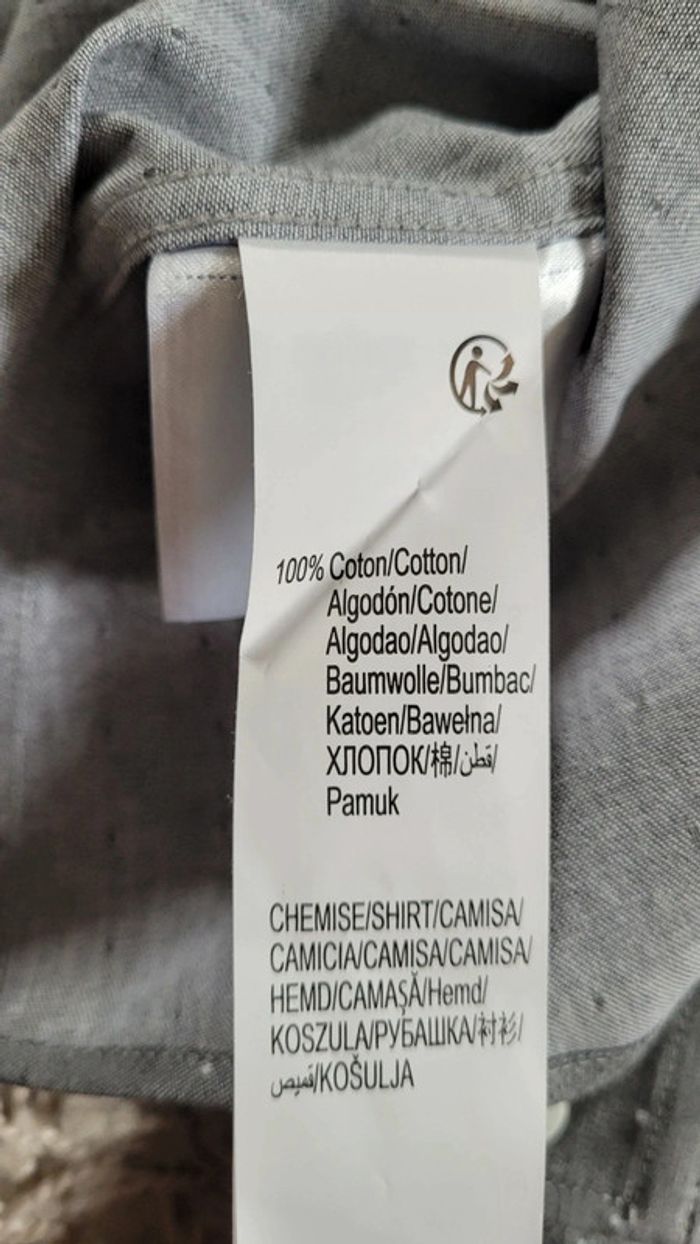 100% Coton/Cotton/
Algodón/Cotone/
Algodao/Algodao/
Baumwolle/Bumbac/
Katoen/Bawełna/
ХЛОПОК/棉/قطن/
Pamuk
CHEMISE/SHIRT/CAMISA/
CAMICIA/CAMISA/CAMISA/
HEMD/CAMAŞĂ/Hemd/
KOSZULA/РУБАШКА/衬衫/
قميص/KOŠULJA